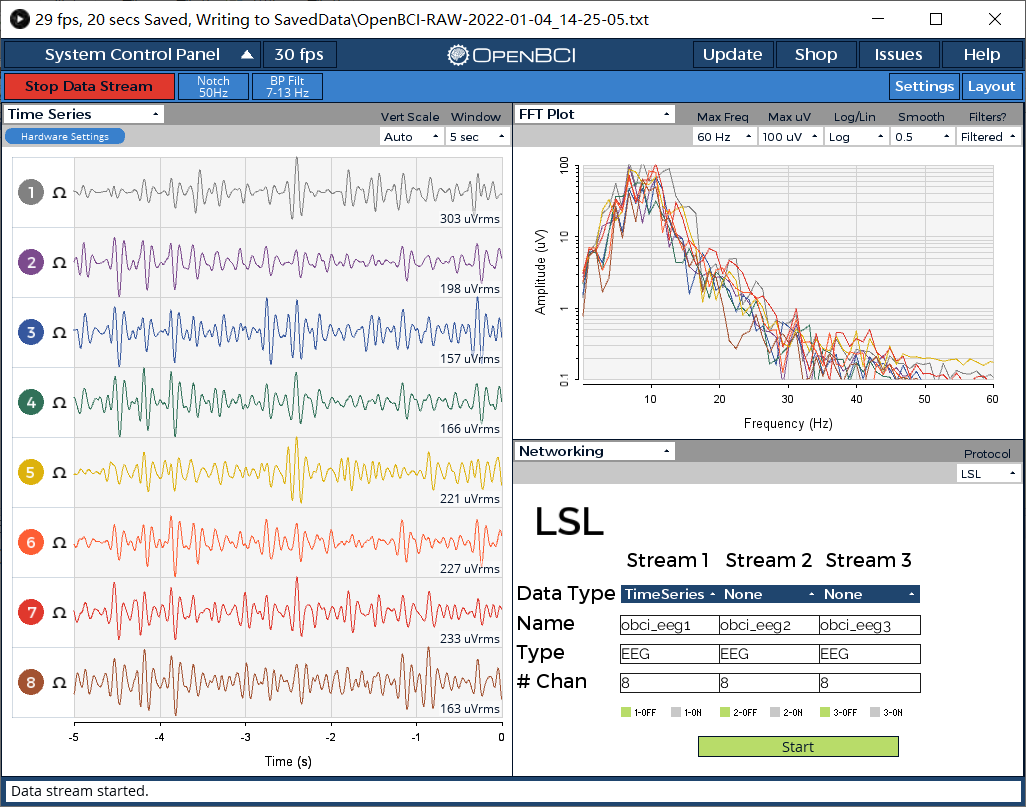 29 fps, 20 secs Saved, Writing to SavedData\OpenBCI-RAW-2022-01-04_14-25-05.txt
System Control Panel 30 fps OpenBCI Update Shop Issues Help
Stop Data Stream Notch 50Hz BP Filt 7-13 Hz Settings Layout
Time Series Vert Scale Window
Hardware Settings Auto 5 sec
1 Ω 303 uVrms
2 Ω 198 uVrms
3 Ω 157 uVrms
4 Ω 166 uVrms
5 Ω 221 uVrms
6 Ω 227 uVrms
7 Ω 233 uVrms
8 Ω 163 uVrms
-5 -4 -3 -2 -1 0
Time (s)
FFT Plot Max Freq Max uV Log/Lin Smooth Filters?
60 Hz 100 uV Log 0.5 Filtered
100
10
1
0.1
Amplitude (uV)
10 20 30 40 50 60
Frequency (Hz)
Networking Protocol
LSL
LSL
Stream 1 Stream 2 Stream 3
Data Type TimeSeries None None
Name obci_eeg1 obci_eeg2 obci_eeg3
Type EEG EEG EEG
# Chan 8 8 8
1-OFF 1-ON 2-OFF 2-ON 3-OFF 3-ON
Start
Data stream started.